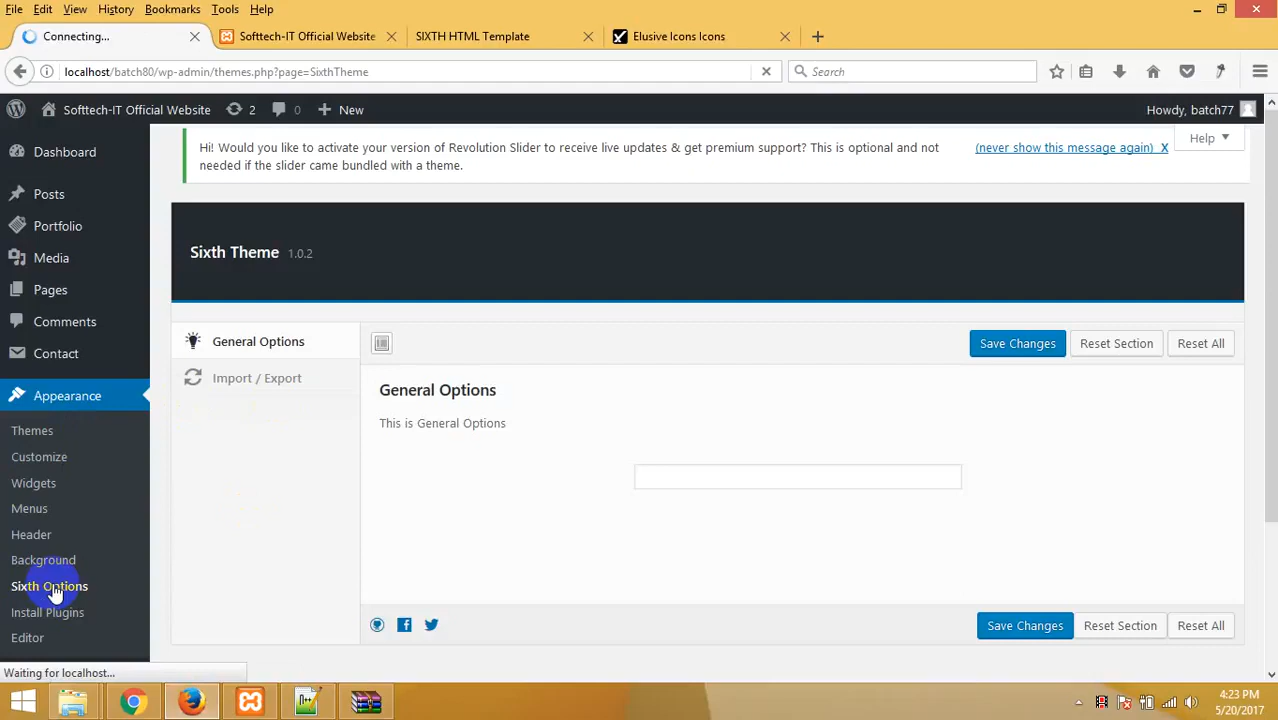 File Edit View History Bookmarks Tools Help
Connecting... Softtech-IT Official Website SIXTH HTML Template Elusive Icons Icons
localhost/batch80/wp-admin/themes.php?page=SixthTheme Search
Softtech-IT Official Website 2 0 New Howdy, batch77
Hi! Would you like to activate your version of Revolution Slider to receive live updates & get premium support? This is optional and not
needed if the slider came bundled with a theme.
(never show this message again) X
Help
Dashboard
Posts
Portfolio
Media
Pages
Comments
Contact
Appearance
Themes
Customize
Widgets
Menus
Header
Background
Sixth Options
Install Plugins
Editor
Sixth Theme 1.0.2
General Options
Import / Export
Save Changes Reset Section Reset All
General Options
This is General Options
Save Changes Reset Section Reset All
Waiting for localhost...
4:23 PM
5/20/2017